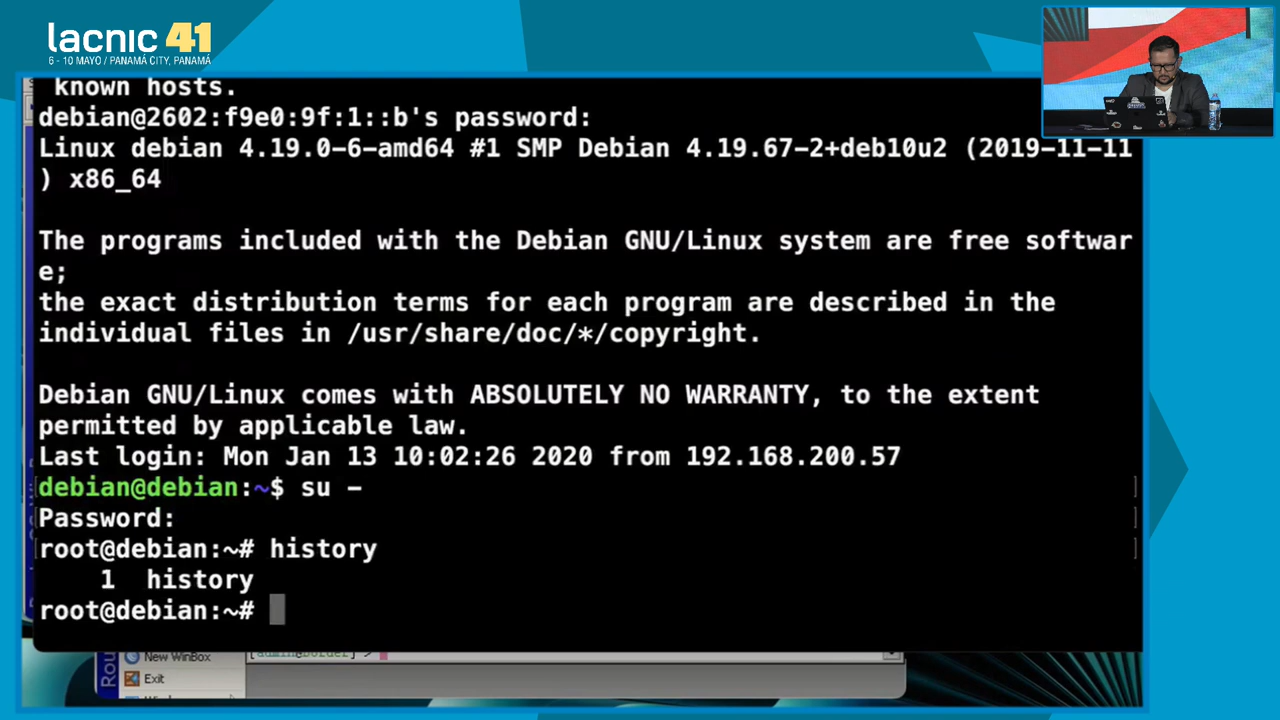 lacnic 41
6 - 10 MAYO / PANAMÁ CITY, PANAMÁ
known hosts.
debian@2602:f9e0:9f:1::b's password:
Linux debian 4.19.0-6-amd64 #1 SMP Debian 4.19.67-2+deb10u2 (2019-11-11
) x86_64
The programs included with the Debian GNU/Linux system are free softwar
e;
the exact distribution terms for each program are described in the
individual files in /usr/share/doc/*/copyright.
Debian GNU/Linux comes with ABSOLUTELY NO WARRANTY, to the extent
permitted by applicable law.
Last login: Mon Jan 13 10:02:26 2020 from 192.168.200.57
debian@debian:~$ su -
Password:
root@debian:~# history
1 history
root@debian:~#
New WinBox
Exit